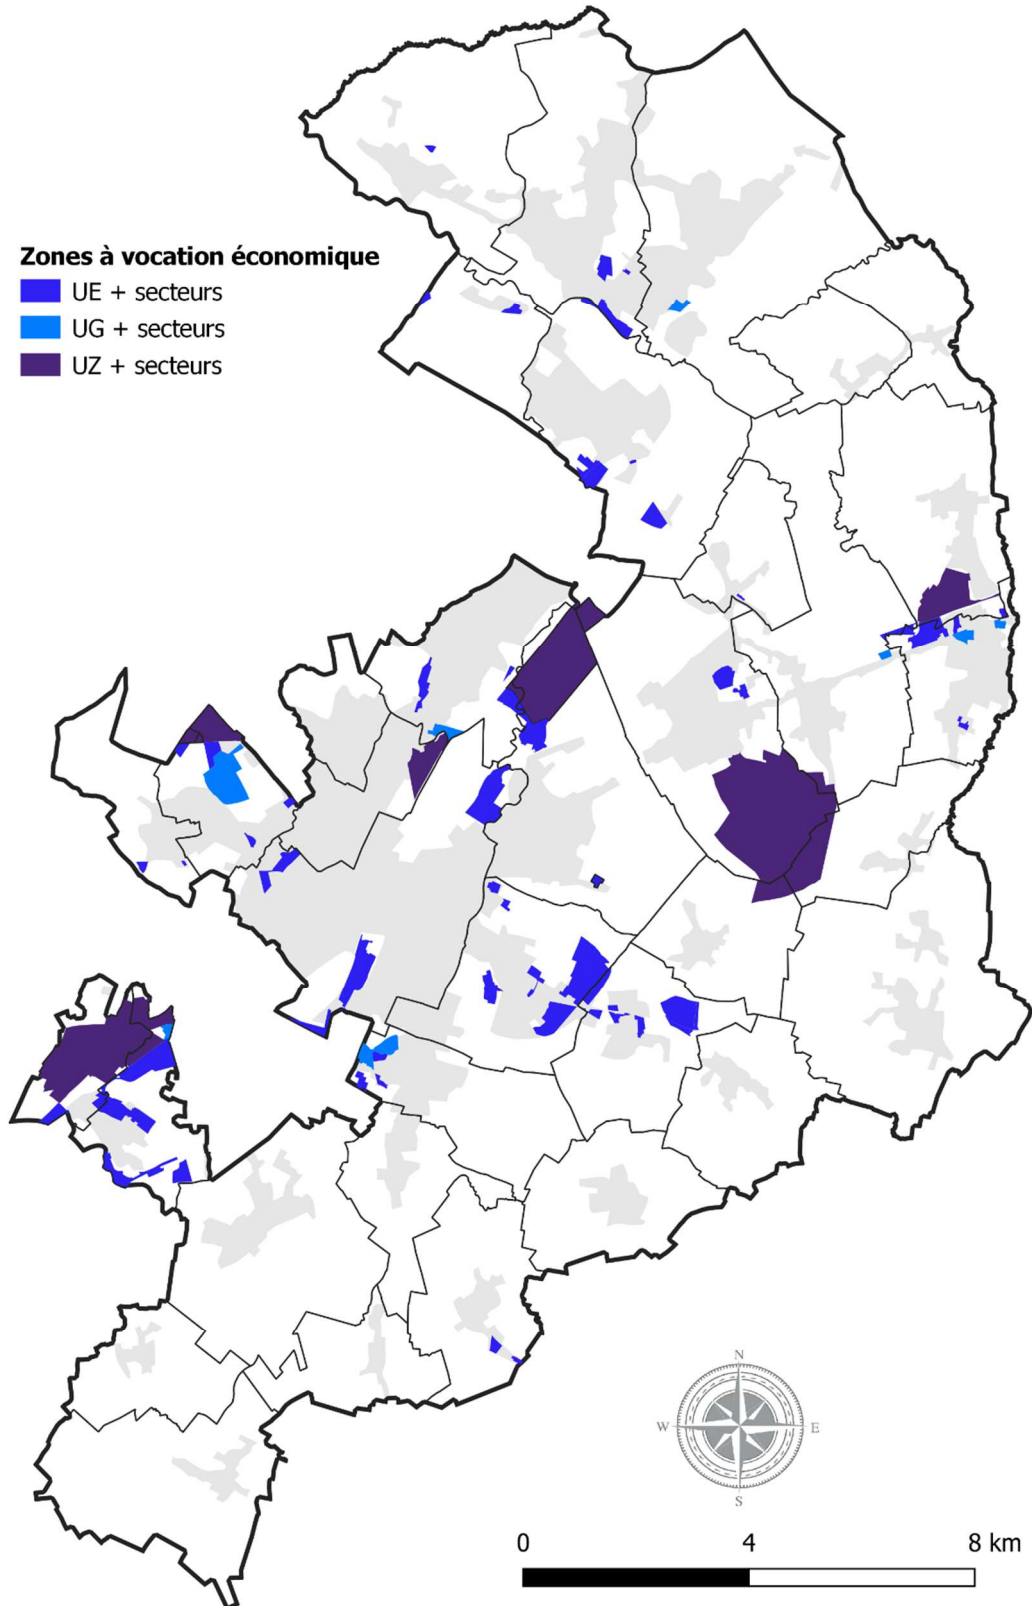 Zones à vocation économique
UE + secteurs
UG + secteurs
UZ + secteurs
N
W E
S
0 4 8 km